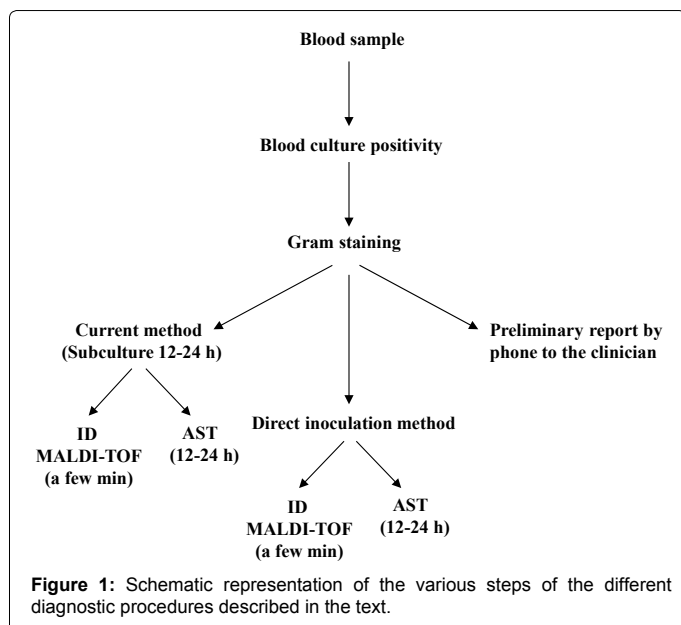 Blood sample
Blood culture positivity
Gram staining
Current method
(Subculture 12-24 h)
Preliminary report by
phone to the clinician
ID
MALDI-TOF
(a few min)
AST
(12-24 h)
Direct inoculation method
ID
MALDI-TOF
(a few min)
AST
(12-24 h)
Figure 1: Schematic representation of the various steps of the different
diagnostic procedures described in the text.